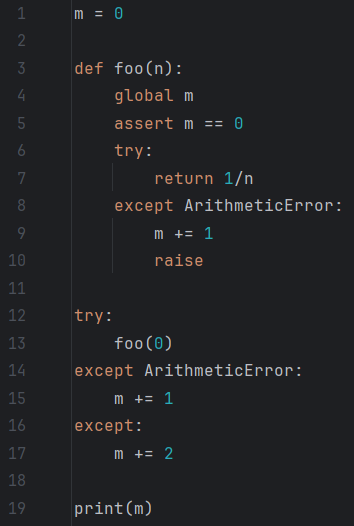 1 m = 0
2
3 def foo(n):
4     global m
5     assert m == 0
6     try:
7         return 1/n
8     except ArithmeticError:
9         m += 1
10         raise
11
12 try:
13     foo(0)
14 except ArithmeticError:
15     m += 1
16 except:
17     m += 2
18
19 print(m)